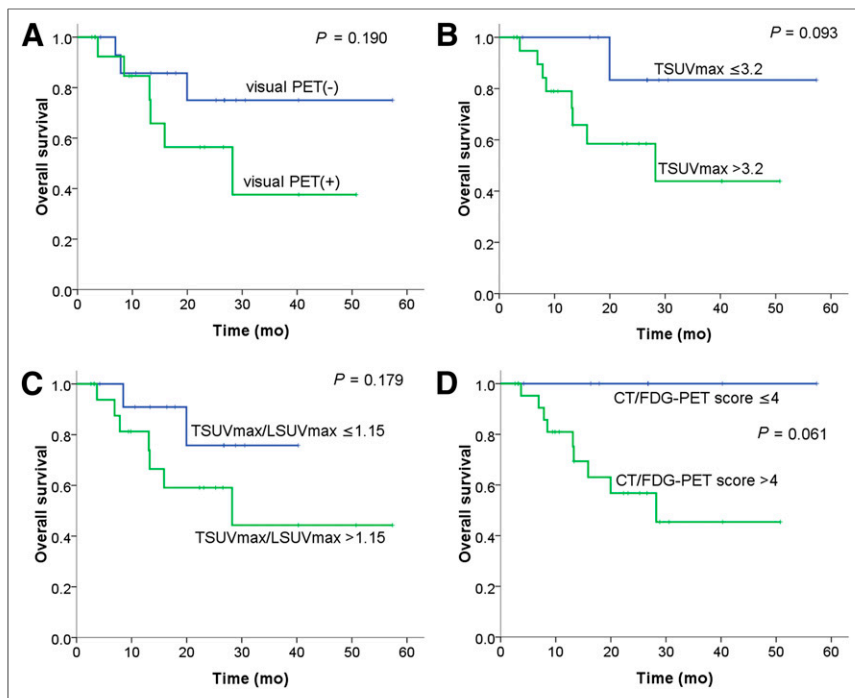 A
P = 0.190
Overall survival
1.0
0.8
0.6
0.4
0.2
0.0
visual PET(-)
visual PET(+)
0 10 20 30 40 50 60
Time (mo)
B
P = 0.093
Overall survival
1.0
0.8
0.6
0.4
0.2
0.0
TSUVmax ≤3.2
TSUVmax >3.2
0 10 20 30 40 50 60
Time (mo)
C
P = 0.179
Overall survival
1.0
0.8
0.6
0.4
0.2
0.0
TSUVmax/LSUVmax ≤1.15
TSUVmax/LSUVmax >1.15
0 10 20 30 40 50 60
Time (mo)
D
CT/FDG-PET score ≤4
P = 0.061
Overall survival
1.0
0.8
0.6
0.4
0.2
0.0
CT/FDG-PET score >4
0 10 20 30 40 50 60
Time (mo)